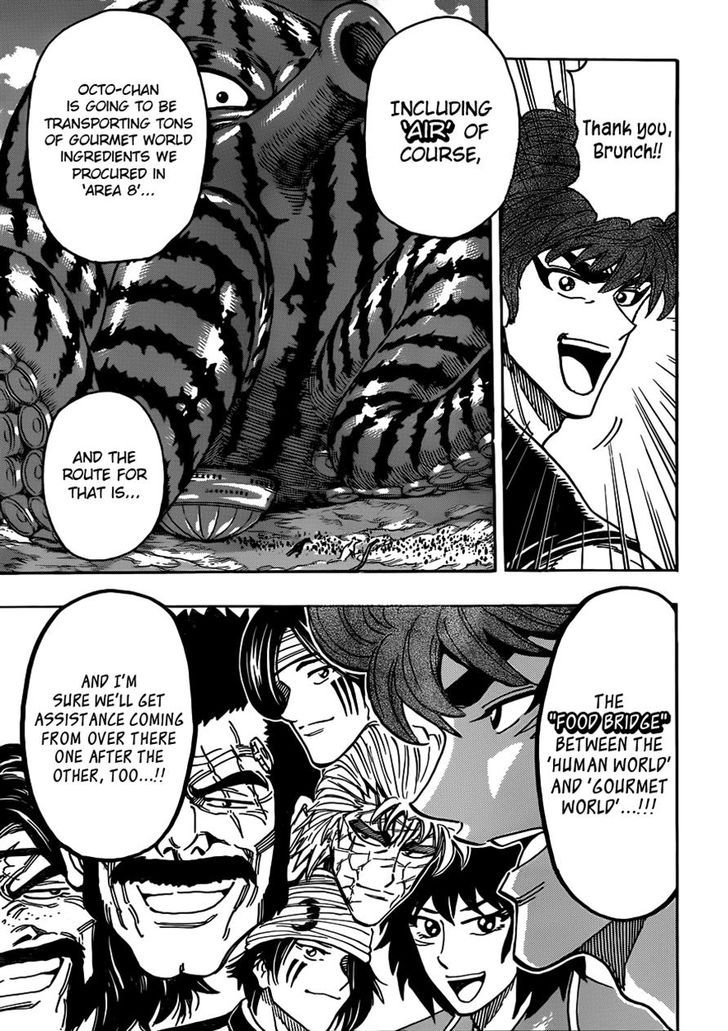 Thank you,
Brunch!!
INCLUDING
'AIR' OF
COURSE,
OCTO-CHAN
IS GOING TO BE
TRANSPORTING TONS
OF GOURMET WORLD
INGREDIENTS WE
PROCURED IN
'AREA 8'...
AND THE
ROUTE FOR
THAT IS...
THE
"FOOD BRIDGE"
BETWEEN THE
'HUMAN WORLD'
AND 'GOURMET
WORLD'...!!!
AND I'M
SURE WE'LL GET
ASSISTANCE COMING
FROM OVER THERE
ONE AFTER THE
OTHER, TOO...!!